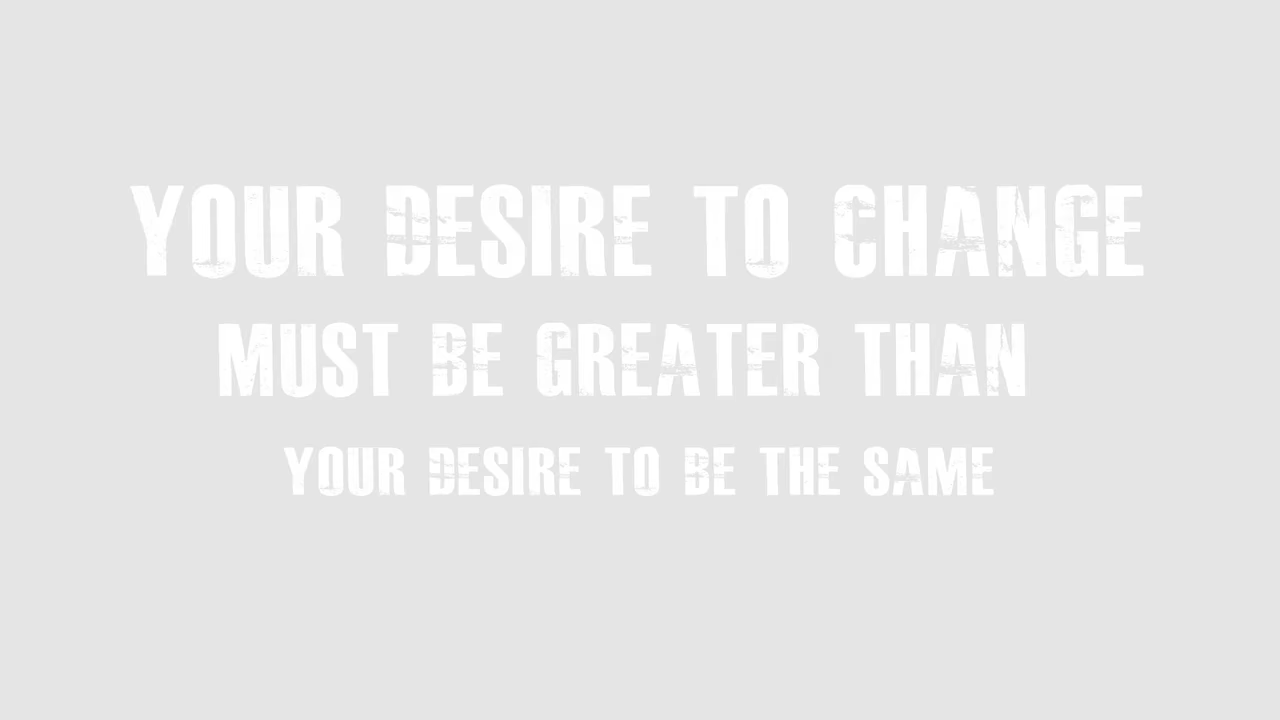 YOUR DESIRE TO CHANGE
MUST BE GREATER THAN
YOUR DESIRE TO BE THE SAME